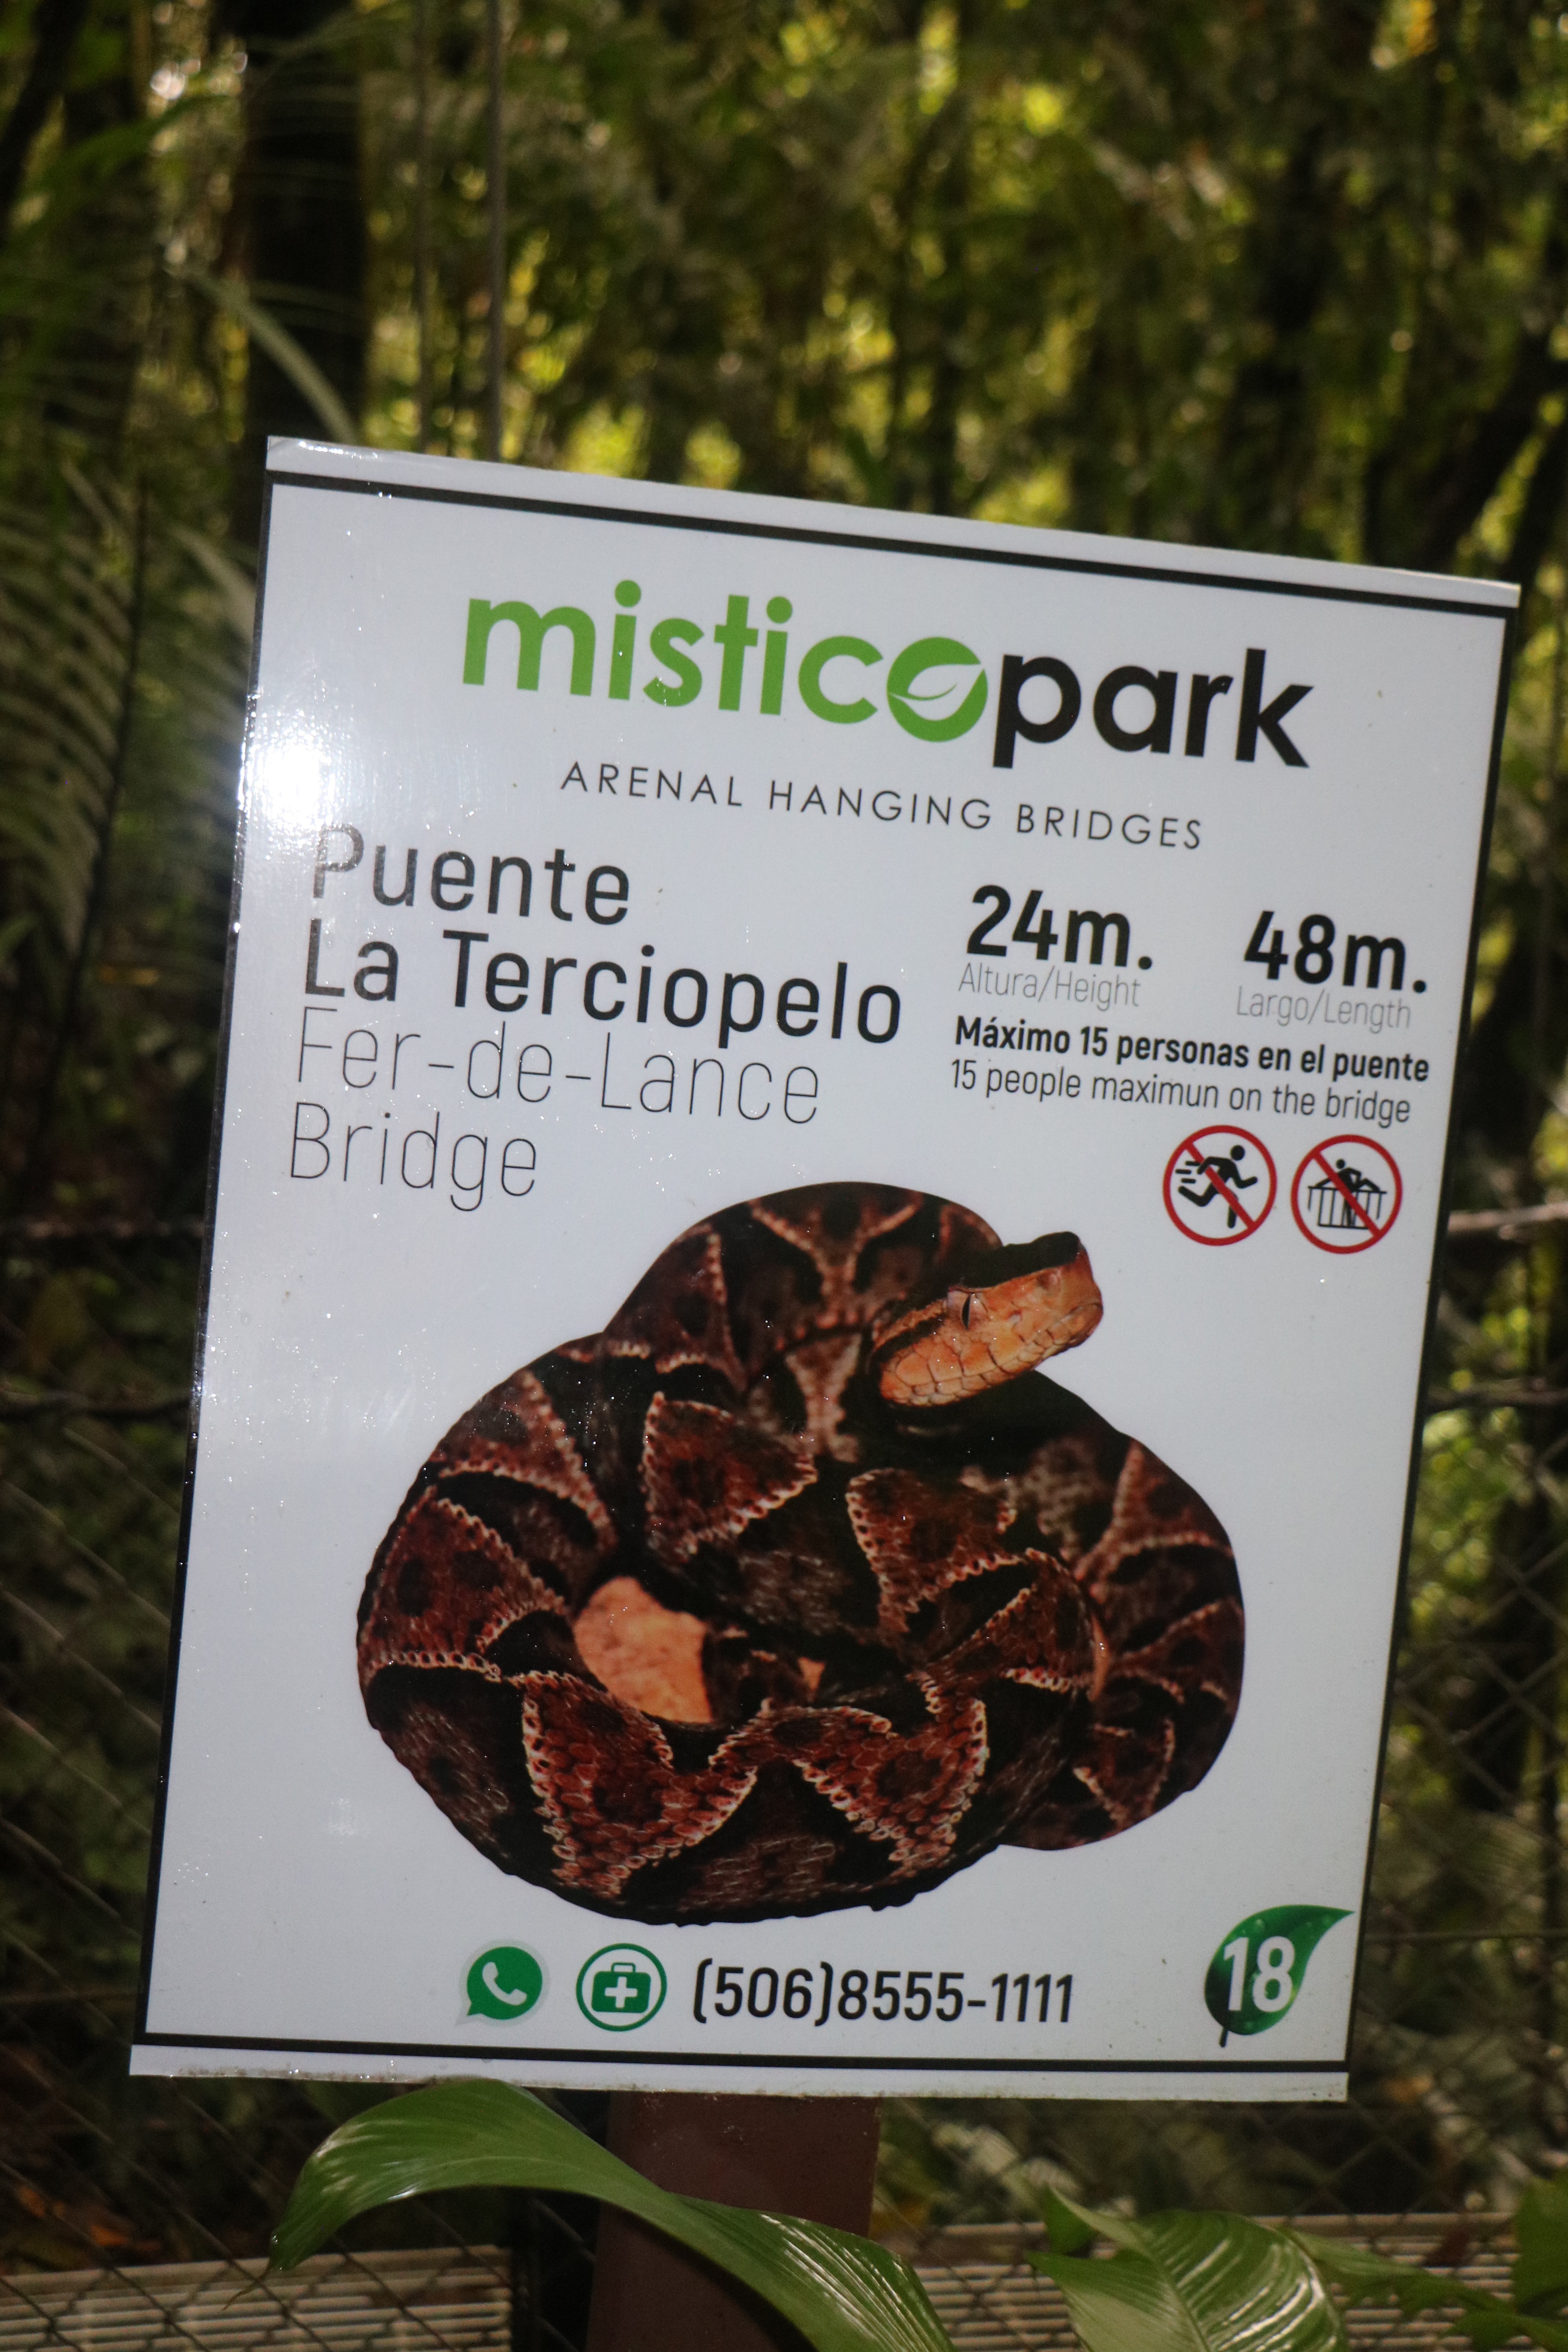 misticopark
ARENAL HANGING BRIDGES
Puente
La Terciopelo
Fer-de-Lance
Bridge
24m.
Altura/Height
48m.
Largo/Length
Máximo 15 personas en el puente
15 people maximun on the bridge
(506)8555-1111
18